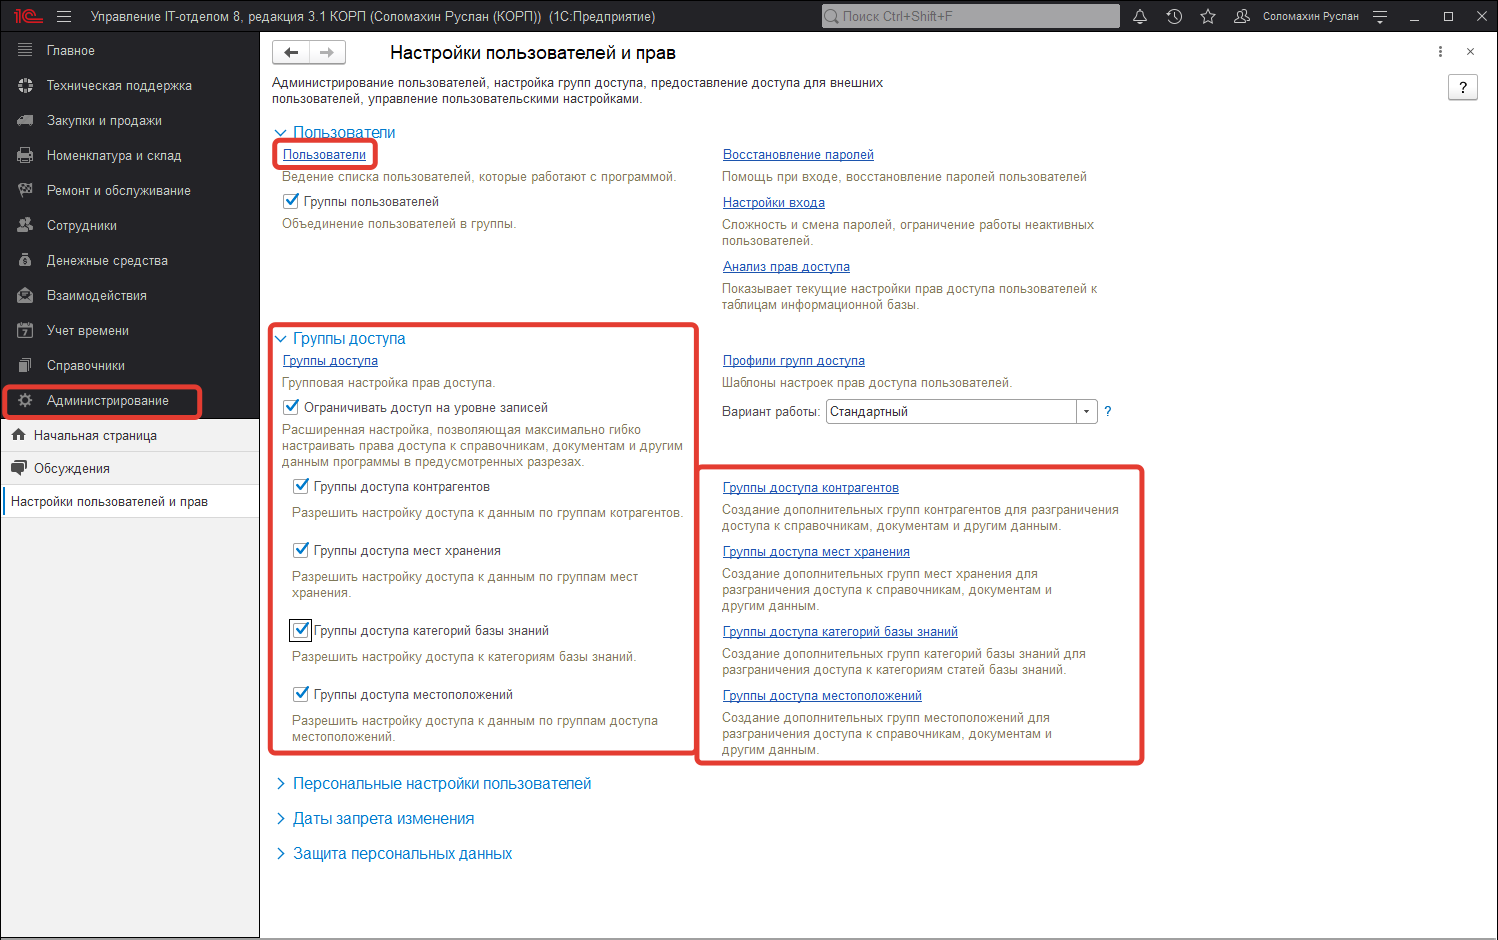 1С Управление IT-отделом 8, редакция 3.1 КОРП (Соломахин Руслан (КОРП)) (1С:Предприятие)
Поиск Ctrl+Shift+F
Соломахин Руслан
Главное
Техническая поддержка
Закупки и продажи
Номенклатура и склад
Ремонт и обслуживание
Сотрудники
Денежные средства
Взаимодействия
Учет времени
Справочники
Администрирование
Начальная страница
Обсуждения
Настройки пользователей и прав
Настройки пользователей и прав
Администрирование пользователей, настройка групп доступа, предоставление доступа для внешних
пользователей, управление пользовательскими настройками.
?
Пользователи
Пользователи
Ведение списка пользователей, которые работают с программой.
Группы пользователей
Объединение пользователей в группы.
Восстановление паролей
Помощь при входе, восстановление паролей пользователей
Настройки входа
Сложность и смена паролей, ограничение работы неактивных
пользователей.
Анализ прав доступа
Показывает текущие настройки прав доступа пользователей к
таблицам информационной базы.
Группы доступа
Группы доступа
Групповая настройка прав доступа.
Ограничивать доступ на уровне записей
Расширенная настройка, позволяющая максимально гибко
настраивать права доступа к справочникам, документам и другим
данным программы в предусмотренных разрезах.
Группы доступа контрагентов
Разрешить настройку доступа к данным по группам котрагентов.
Группы доступа мест хранения
Разрешить настройку доступа к данным по группам мест
хранения.
Группы доступа категорий базы знаний
Разрешить настройку доступа к категориям базы знаний.
Группы доступа местоположений
Разрешить настройку доступа к данным по группам доступа
местоположений.
Профили групп доступа
Шаблоны настроек прав доступа пользователей.
Вариант работы: Стандартный ?
Группы доступа контрагентов
Создание дополнительных групп контрагентов для разграничения
доступа к справочникам, документам и другим данным.
Группы доступа мест хранения
Создание дополнительных групп мест хранения для
разграничения доступа к справочникам, документам и
другим данным.
Группы доступа категорий базы знаний
Создание дополнительных групп категорий базы знаний для
разграничения доступа к категориям статей базы знаний.
Группы доступа местоположений
Создание дополнительных групп местоположений для
разграничения доступа к справочникам, документам и
другим данным.
Персональные настройки пользователей
Даты запрета изменения
Защита персональных данных